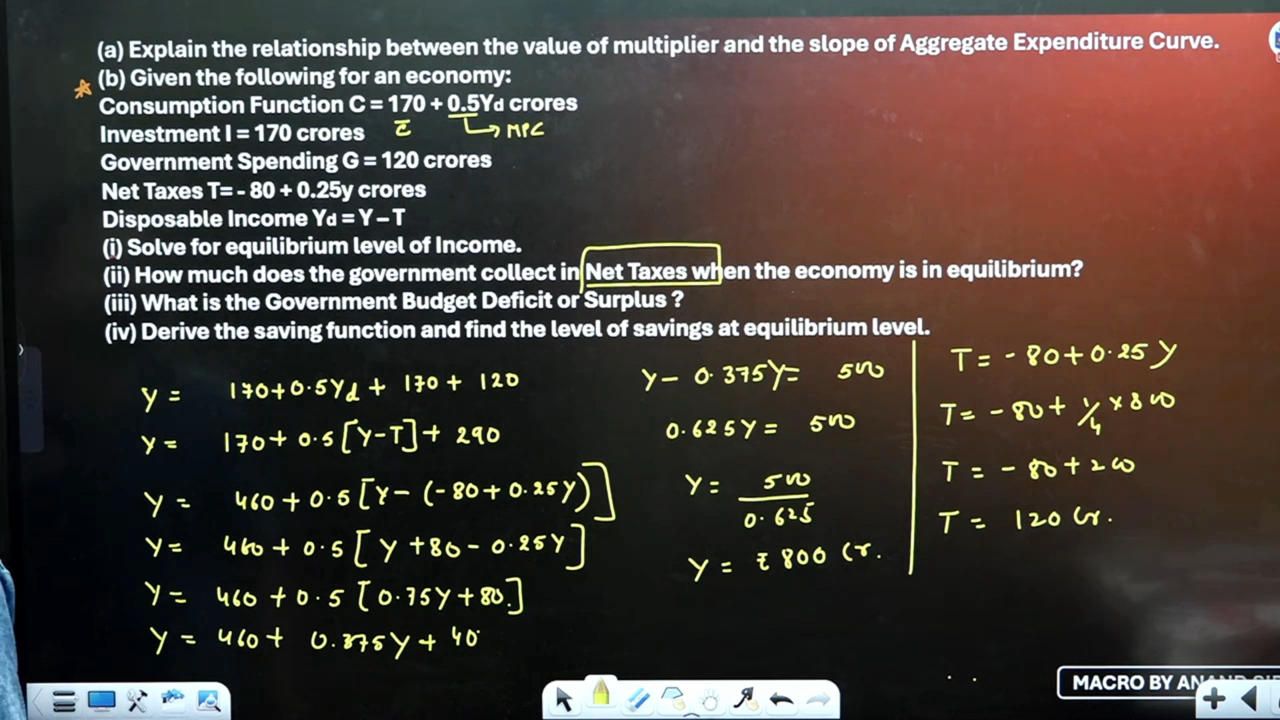 (a) Explain the relationship between the value of multiplier and the slope of Aggregate Expenditure Curve.
(b) Given the following for an economy:
Consumption Function C = 170 + 0.5Yd crores
C̅ → MPC
Investment I = 170 crores
Government Spending G = 120 crores
Net Taxes T= - 80 + 0.25y crores
Disposable Income Yd = Y – T
(i) Solve for equilibrium level of Income.
(ii) How much does the government collect in Net Taxes when the economy is in equilibrium?
(iii) What is the Government Budget Deficit or Surplus ?
(iv) Derive the saving function and find the level of savings at equilibrium level.
Y = 170+0.5Yd + 170 + 120
Y = 170+ 0.5[Y-T]+ 290
Y = 460+0.5[Y-(-80+0.25Y)]
Y= 460+0.5[Y+80-0.25Y]
Y= 460 +0.5[0.75Y+80.]
Y = 460+ 0.375Y+ 40
Y- 0.375Y= 500
0.625Y= 500
Y= 500
0.625
Y = ₹800 Cr.
T= -80+0.25Y
T= -80+ 1/4 x800
T= -80+200
T= 120 Cr.
MACRO BY